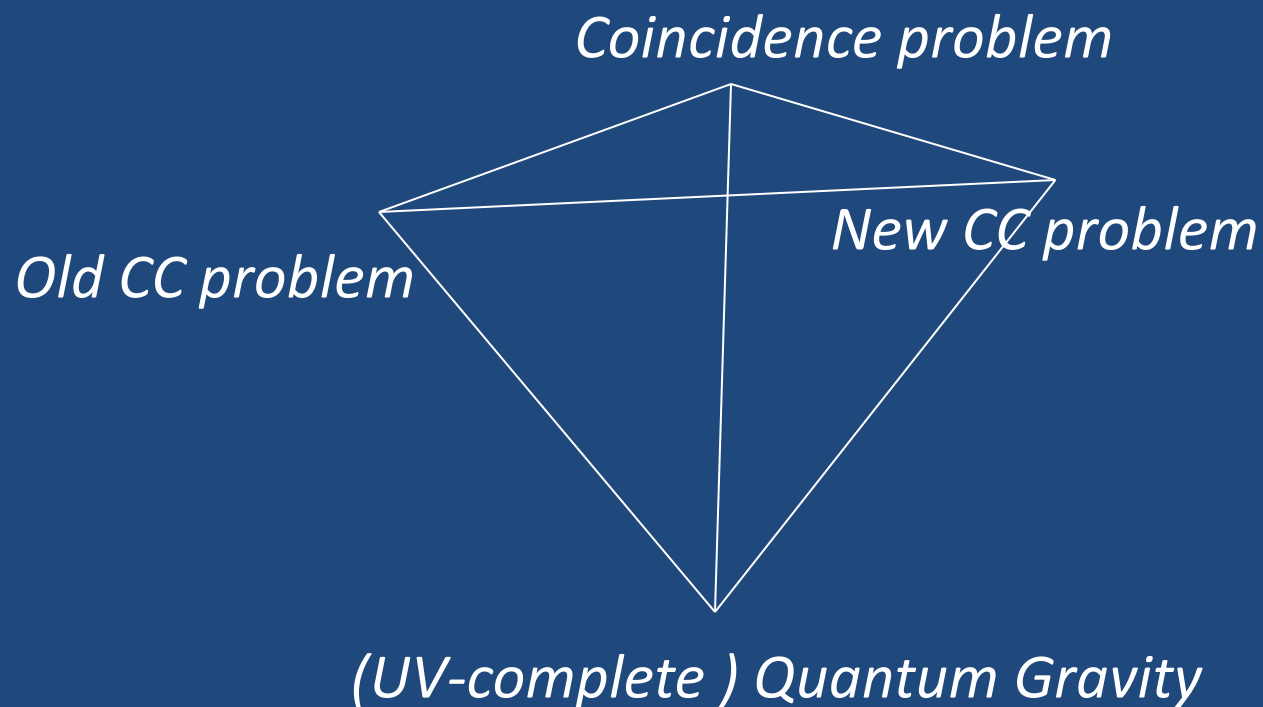 Coincidence problem
New CC problem
Old CC problem
(UV-complete ) Quantum Gravity